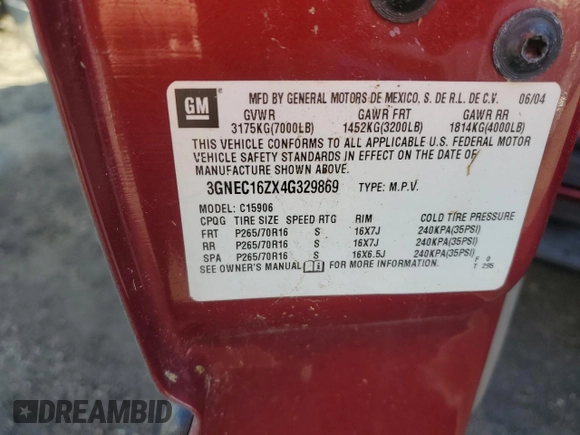 GM
MFD BY GENERAL MOTORS DE MEXICO, S. DE R.L. DE C.V. 06/04
GVWR GAWR FRT GAWR RR
3175KG(7000LB) 1452KG(3200LB) 1814KG(4000LB)
THIS VEHICLE CONFORMS TO ALL APPLICABLE U.S. FEDERAL MOTOR
VEHICLE SAFETY STANDARDS IN EFFECT ON THE DATE OF
MANUFACTURE SHOWN ABOVE.
3GNEC16ZX4G329869 TYPE: M.P.V.
MODEL: C15906
CPQG TIRE SIZE SPEED RTG RIM COLD TIRE PRESSURE
FRT P265/70R16 S 16X7J 240KPA(35PSI)
RR P265/70R16 S 16X7J 240KPA(35PSI)
SPA P265/70R16 S 16X6.5J 240KPA(35PSI)
SEE OWNER'S MANUAL FOR MORE INFORMATION.
T 295
DREAMBID